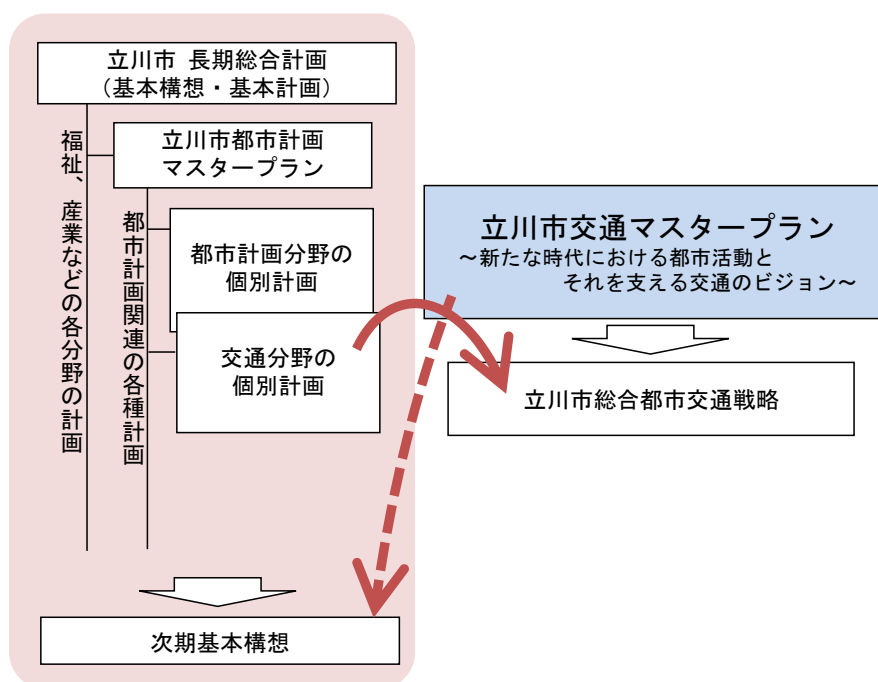 立川市 長期総合計画
（基本構想・基本計画）
福祉、産業などの各分野の計画
立川市都市計画
マスタープラン
都市計画関連の各種計画
都市計画分野の
個別計画
交通分野の
個別計画
立川市交通マスタープラン
～新たな時代における都市活動と
それを支える交通のビジョン～
立川市総合都市交通戦略
次期基本構想